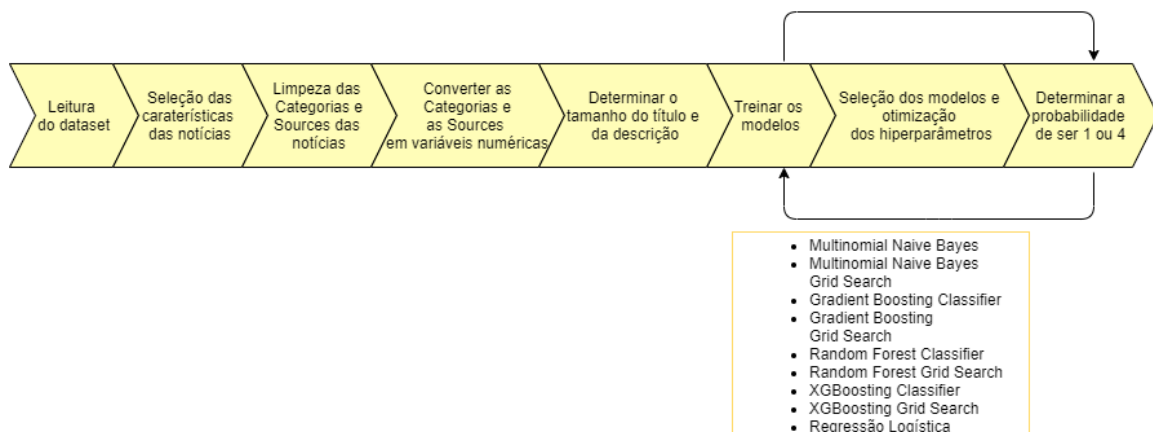 Leitura
do dataset
Seleção das
caraterísticas
das notícias
Limpeza das
Categorias e
Sources das
notícias
Converter as
Categorias e
as Sources
em variáveis numéricas
Determinar o
tamanho do título e
da descrição
Treinar os
modelos
Seleção dos modelos e
otimização
dos hiperparâmetros
Determinar a
probabilidade
de ser 1 ou 4
• Multinomial Naive Bayes
• Multinomial Naive Bayes
Grid Search
• Gradient Boosting Classifier
• Gradient Boosting
Grid Search
• Random Forest Classifier
• Random Forest Grid Search
• XGBoosting Classifier
• XGBoosting Grid Search
• Regressão Logística